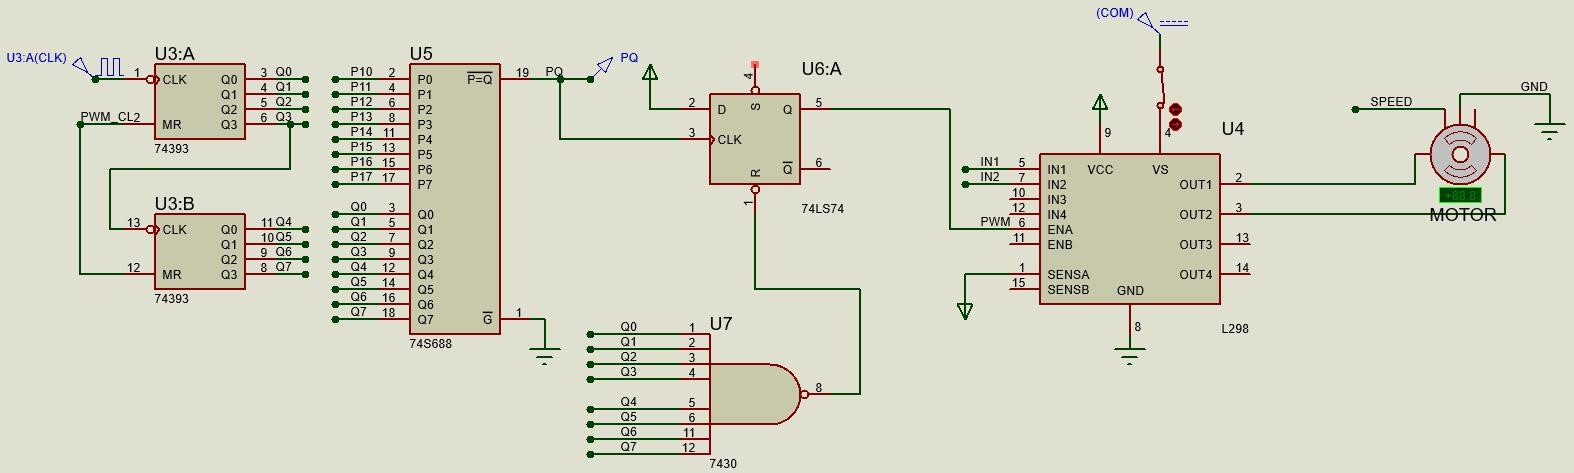 U3:A(CLK)
U3:A
1 CLK Q0 3 Q0
Q1 4 Q1
Q2 5 Q2
PWM_CL 2 MR Q3 6 Q3
74393
U3:B
13 CLK Q0 11 Q4
Q1 10 Q5
Q2 9 Q6
12 MR Q3 8 Q7
74393
U5
P10 2 P0 P=Q 19 PQ
P11 4 P1
P12 6 P2
P13 8 P3
P14 11 P4
P15 13 P5
P16 15 P6
P17 17 P7
Q0 3 Q0
Q1 5 Q1
Q2 7 Q2
Q3 9 Q3
Q4 12 Q4
Q5 14 Q5
Q6 16 Q6
Q7 18 Q7 G 1
74S688
PQ
U6:A
4
S
2 D Q 5
3 CLK
R Q 6
1
74LS74
U7
Q0 1
Q1 2
Q2 3
Q3 4
8
Q4 5
Q5 6
Q6 11
Q7 12
7430
(COM)
U4
9 4
VCC VS
IN1 5 IN1
IN2 7 IN2 OUT1 2
10 IN3
12 IN4 OUT2 3
PWM 6 ENA
11 ENB OUT3 13
1 SENSA OUT4 14
15 SENSB
GND
8
L298
SPEED
GND
+88.8
MOTOR